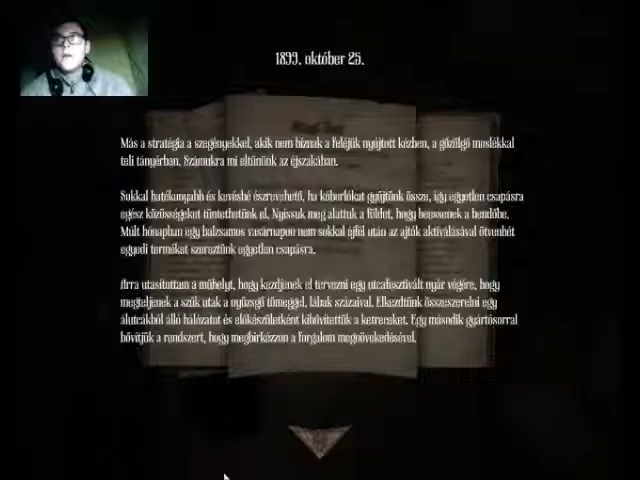 1899. október 25.
Más a stratégia a szegényekkel, akik nem bíznak a feléjük nyújtott kézben, a gőzölgő moslékkal
teli tányérban. Számukra mi eltűnünk az éjszakában.
Sokkal hatékonyabb és kevésbé észrevehető, ha kóborlókat gyűjtünk össze, így egyetlen csapásra
egész közösségeket tüntethetünk el. Nyissuk meg alattuk a földet, hogy hussanak a bendőbe.
Múlt hónapban egy balzsamos vasárnapon nem sokkal éjfél után az ajtók aktiválásával ötvenhét
egyedi terméket szereztünk egyetlen csapásra.
Arra utasítottam a műhelyt, hogy kezdjenek el tervezni egy utcafesztivált nyár végére, hogy
megteljenek a szűk utak a nyüzsgő tömeggel, lábak százaival. Elkezdtünk összeszerelni egy
álutcákból álló hálózatot és előkészületként kibővítettük a ketreceket. Egy második gyártósorral
bővítjük a rendszert, hogy megbirkózzon a forgalom megnövekedésével.